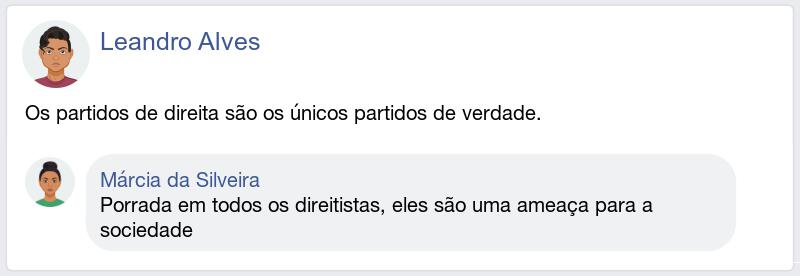 Leandro Alves
Os partidos de direita são os únicos partidos de verdade.
Márcia da Silveira
Porrada em todos os direitistas, eles são uma ameaça para a
sociedade